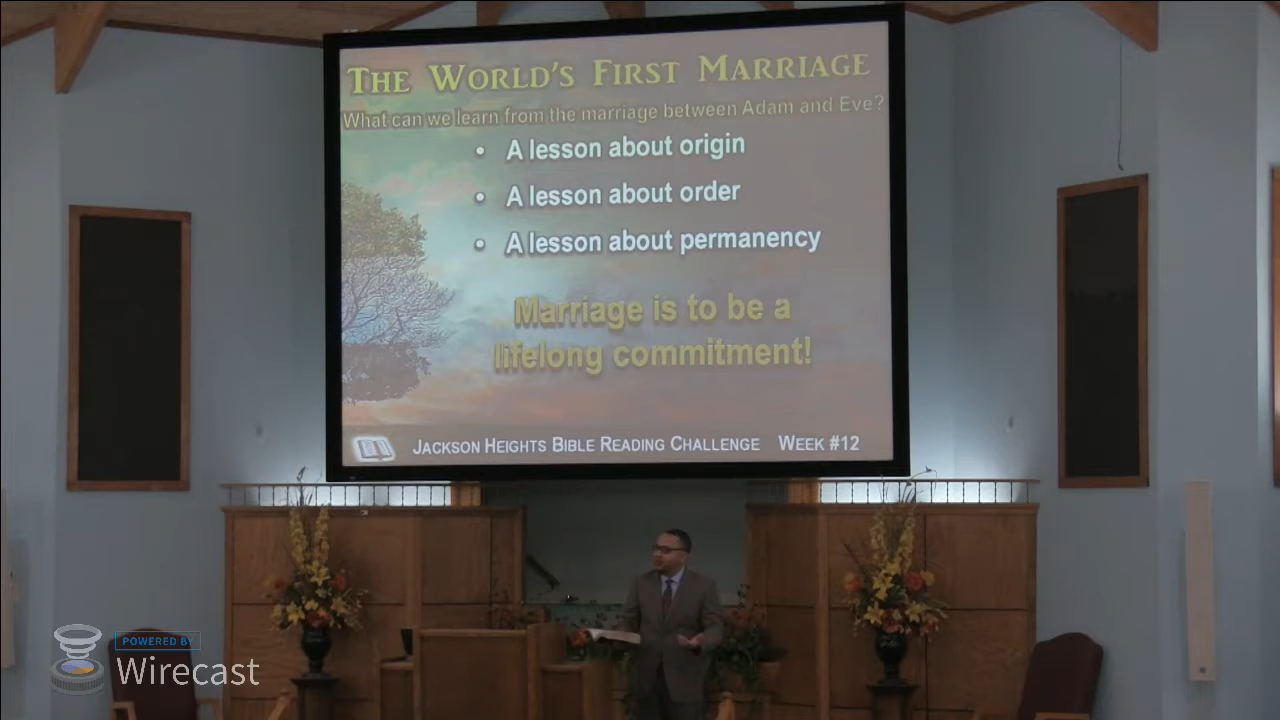 THE WORLD'S FIRST MARRIAGE
What can we learn from the marriage between Adam and Eve?
• A lesson about origin
• A lesson about order
• A lesson about permanency
Marriage is to be a
lifelong commitment!
JACKSON HEIGHTS BIBLE READING CHALLENGE WEEK #12
POWERED BY
Wirecast